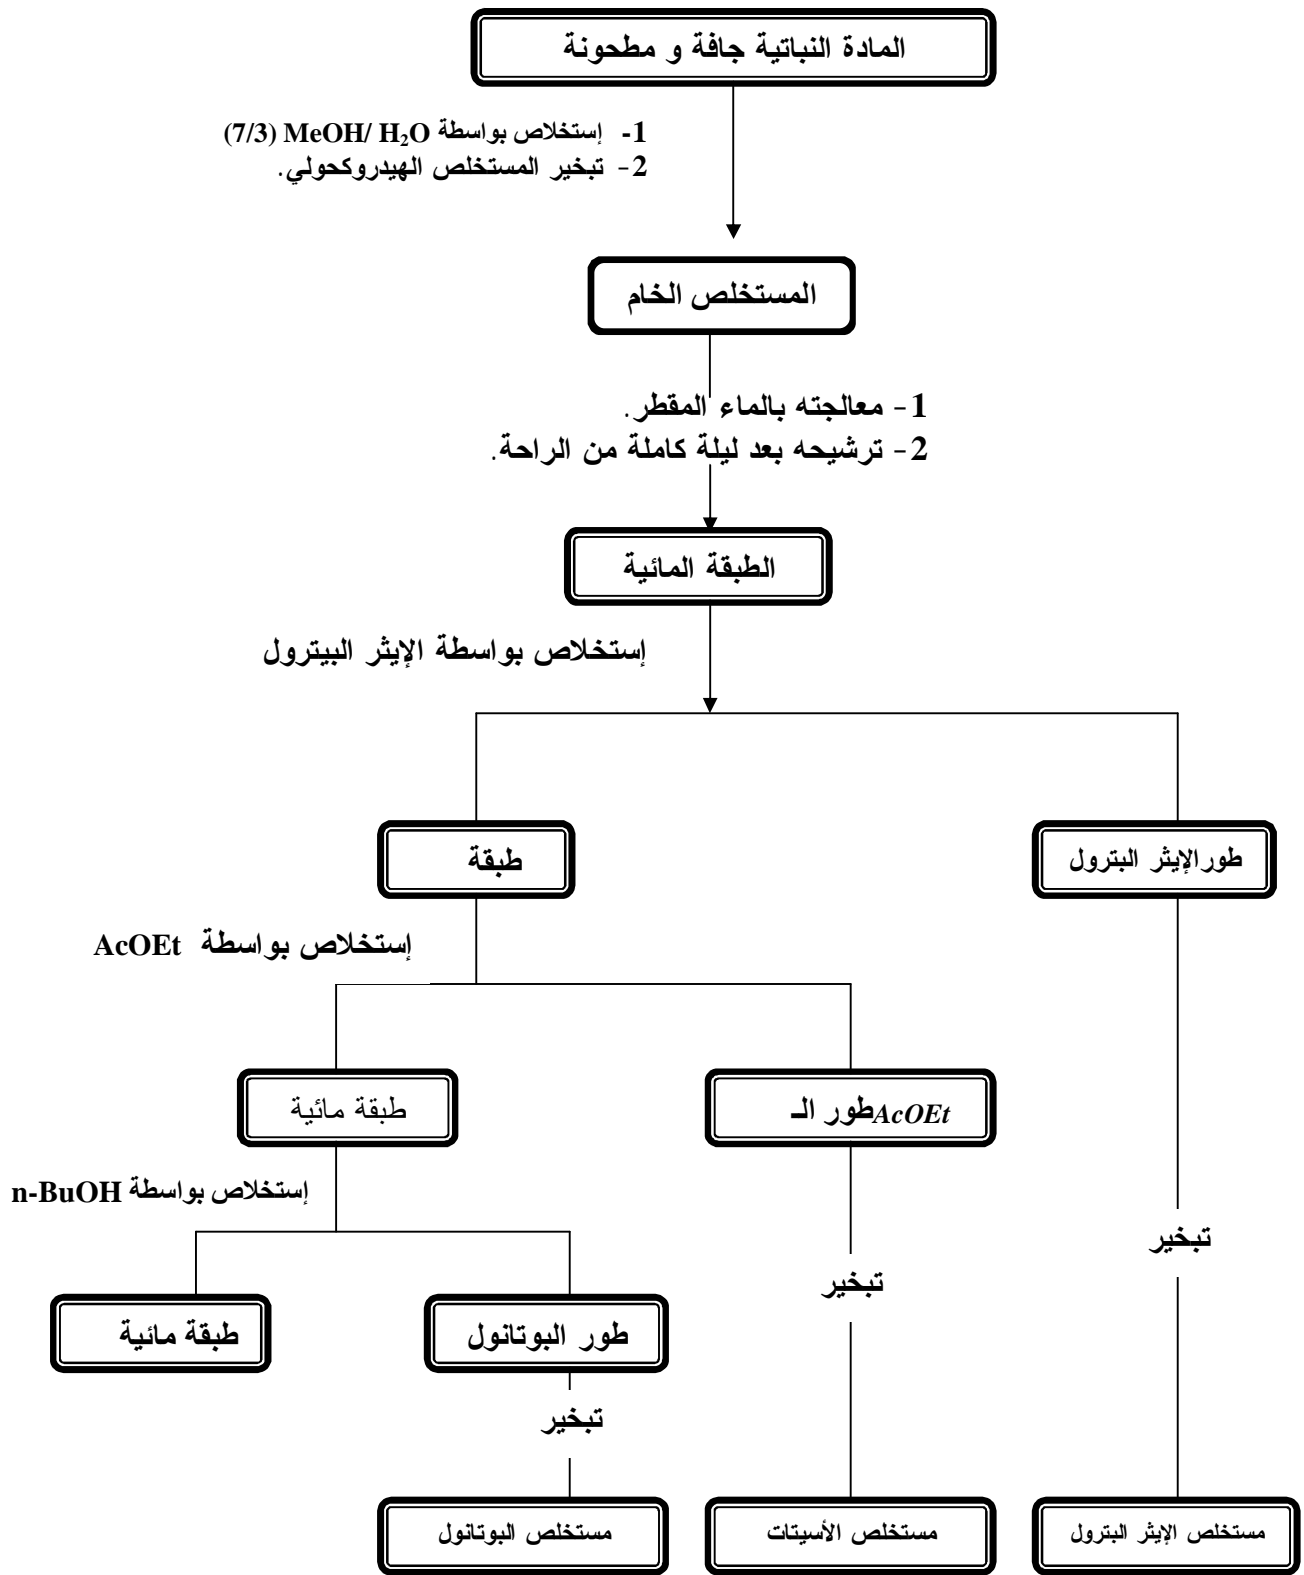 المادة النباتية جافة و مطحونة
1- إستخلاص بواسطة MeOH/ H₂O (7/3)
2- تبخير المستخلص الهيدروكحولي.
المستخلص الخام
1- معالجته بالماء المقطر.
2- ترشيحه بعد ليلة كاملة من الراحة.
الطبقة المائية
إستخلاص بواسطة الإيثر البيترول
طورالإيثر البترول
طبقة
إستخلاص بواسطة AcOEt
طور الـ AcOEt
طبقة مائية
إستخلاص بواسطة n-BuOH
تبخير
تبخير
طور البوتانول
طبقة مائية
تبخير
مستخلص الإيثر البترول
مستخلص الأسيتات
مستخلص البوتانول